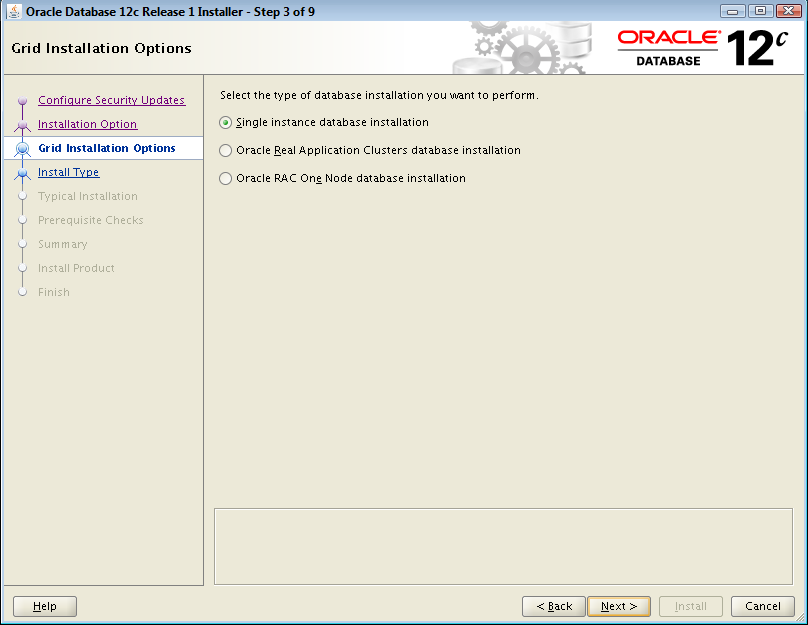 Oracle Database 12c Release 1 Installer - Step 3 of 9
Grid Installation Options
ORACLE®
DATABASE
12c
Configure Security Updates
Installation Option
Grid Installation Options
Install Type
Typical Installation
Prerequisite Checks
Summary
Install Product
Finish
Select the type of database installation you want to perform.
Single instance database installation
Oracle Real Application Clusters database installation
Oracle RAC One Node database installation
Help
< Back
Next >
Install
Cancel